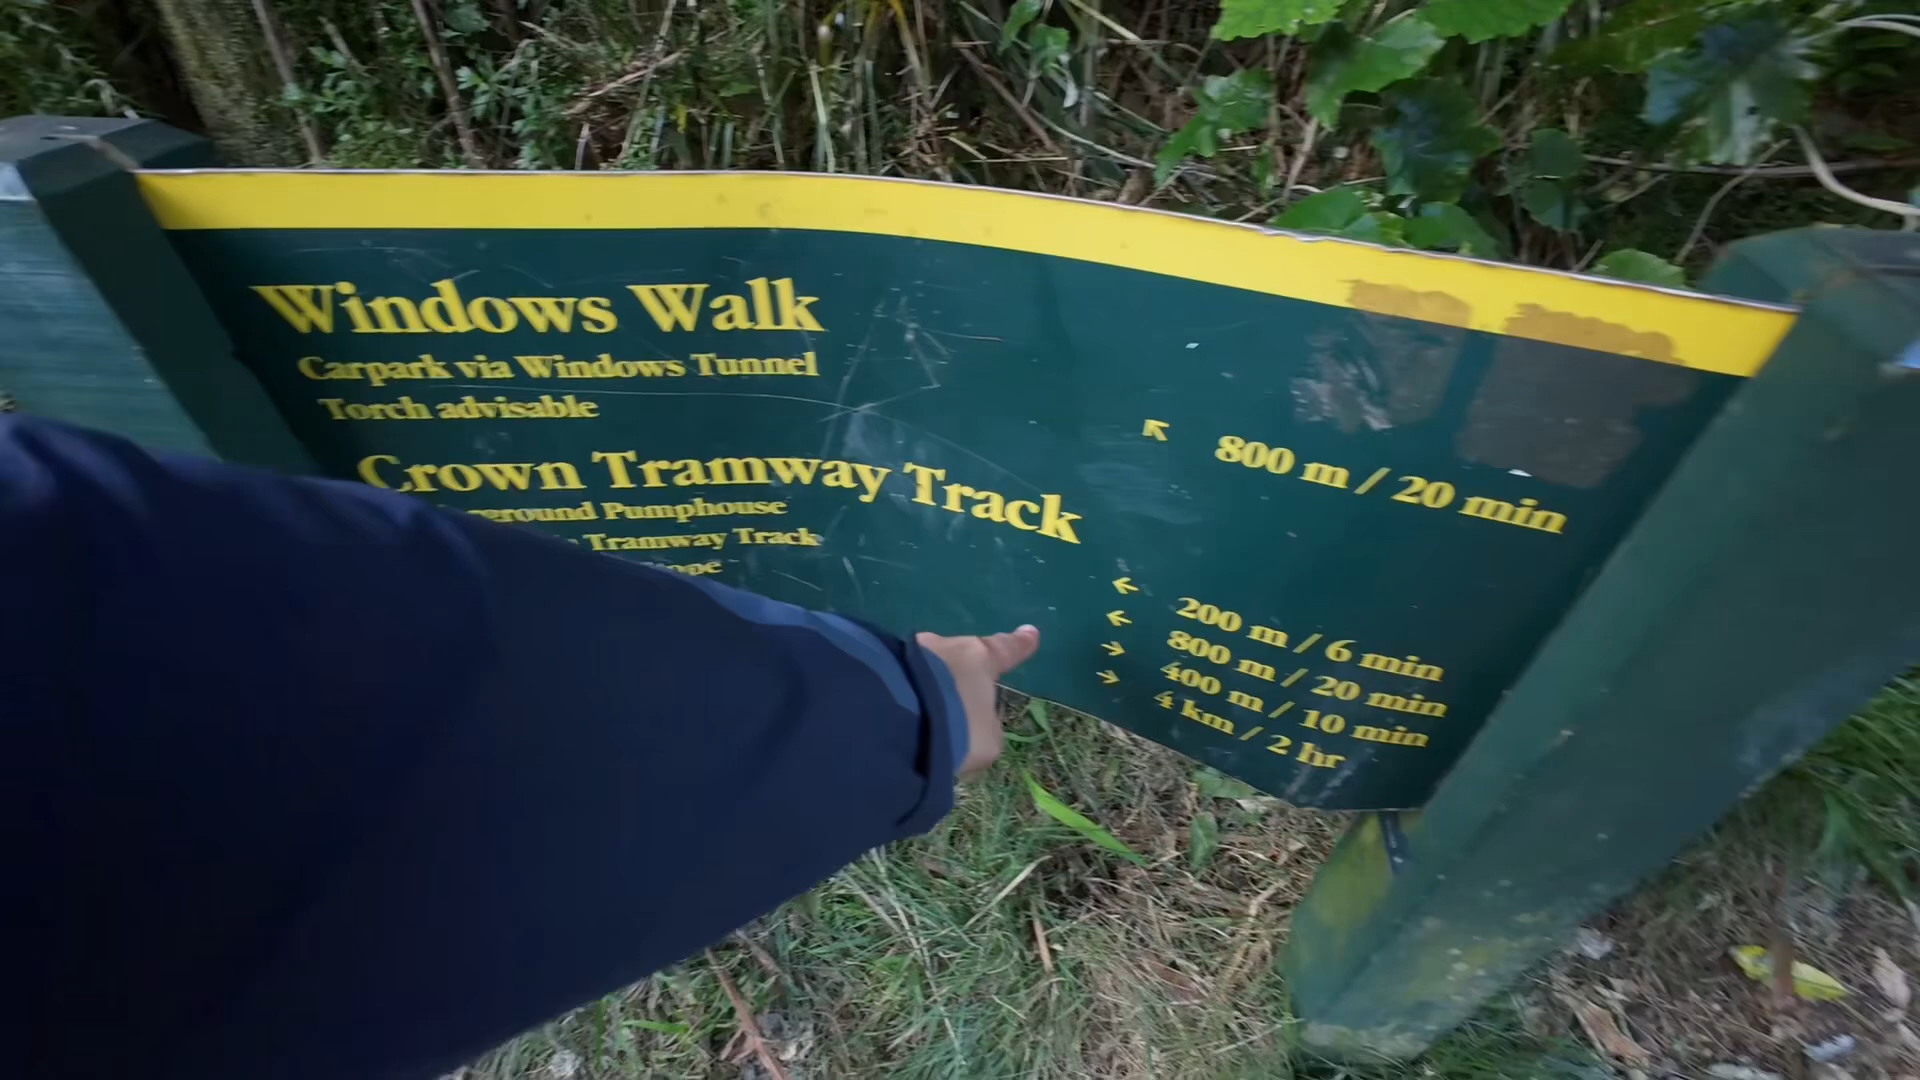 Windows Walk
Carpark via Windows Tunnel
Torch advisable
↖ 800 m / 20 min
Crown Tramway Track
Pumphouse
Tramway Track
← 200 m / 6 min
← 800 m / 20 min
→ 400 m / 10 min
→ 4 km / 2 hr